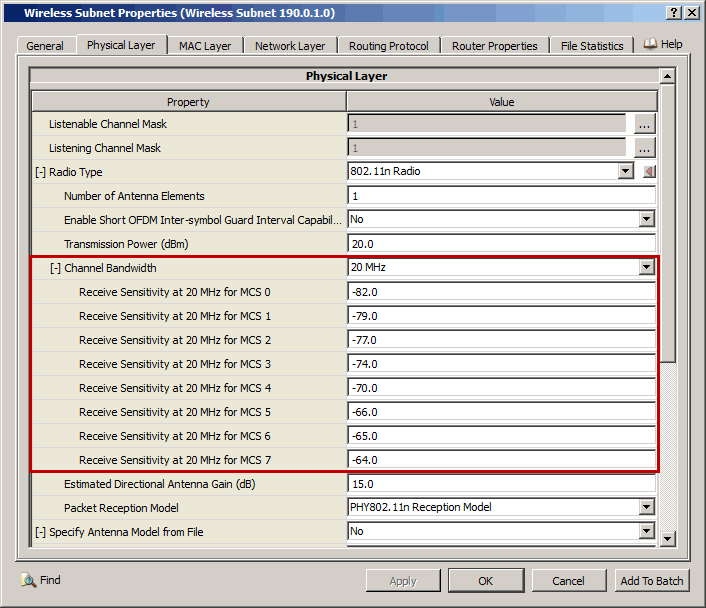 Wireless Subnet Properties (Wireless Subnet 190.0.1.0)
General Physical Layer MAC Layer Network Layer Routing Protocol Router Properties File Statistics Help
Physical Layer
Property Value
Listenable Channel Mask 1 ...
Listening Channel Mask 1 ...
[-] Radio Type 802.11n Radio
Number of Antenna Elements 1
Enable Short OFDM Inter-symbol Guard Interval Capabil... No
Transmission Power (dBm) 20.0
[-] Channel Bandwidth 20 MHz
Receive Sensitivity at 20 MHz for MCS 0 -82.0
Receive Sensitivity at 20 MHz for MCS 1 -79.0
Receive Sensitivity at 20 MHz for MCS 2 -77.0
Receive Sensitivity at 20 MHz for MCS 3 -74.0
Receive Sensitivity at 20 MHz for MCS 4 -70.0
Receive Sensitivity at 20 MHz for MCS 5 -66.0
Receive Sensitivity at 20 MHz for MCS 6 -65.0
Receive Sensitivity at 20 MHz for MCS 7 -64.0
Estimated Directional Antenna Gain (dB) 15.0
Packet Reception Model PHY802.11n Reception Model
[-] Specify Antenna Model from File No
Find Apply OK Cancel Add To Batch